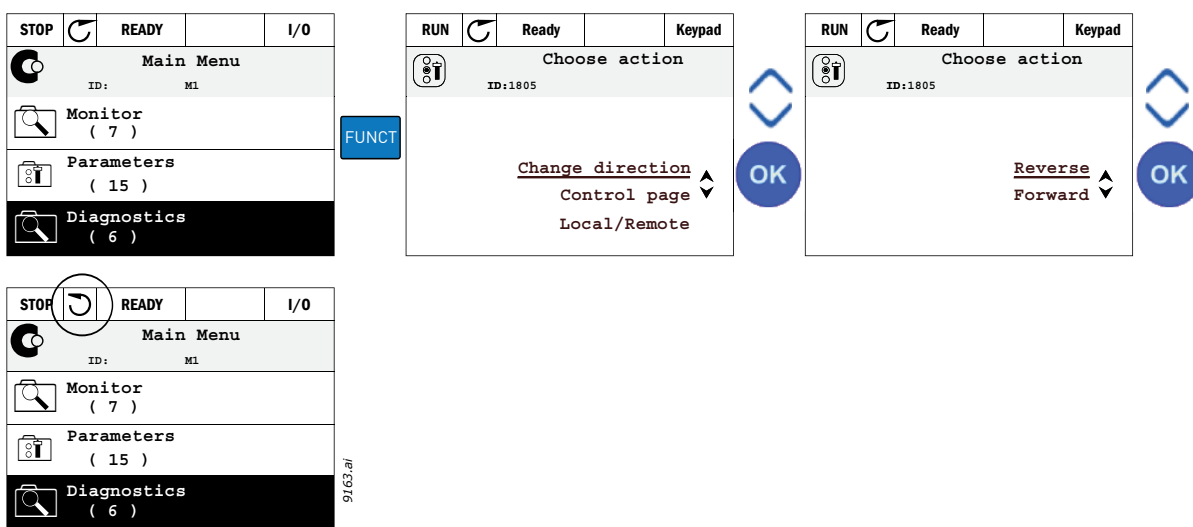 STOP READY I/O
Main Menu
ID: M1
Monitor
( 7 )
Parameters
( 15 )
Diagnostics
( 6 )
FUNCT
RUN Ready Keypad
Choose action
ID:1805
Change direction
Control page
Local/Remote
OK
RUN Ready Keypad
Choose action
ID:1805
Reverse
Forward
OK
STOP READY I/O
Main Menu
ID: M1
Monitor
( 7 )
Parameters
( 15 )
Diagnostics
( 6 )
9163.ai